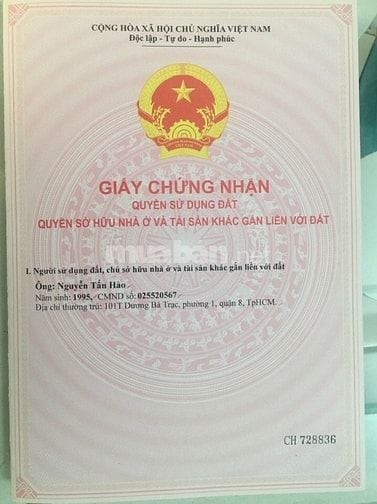 CỘNG HÒA XÃ HỘI CHỦ NGHĨA VIỆT NAM
Độc lập - Tự do - Hạnh phúc
GIẤY CHỨNG NHẬN
QUYỀN SỬ DỤNG ĐẤT
QUYỀN SỞ HỮU NHÀ Ở VÀ TÀI SẢN KHÁC GẮN LIỀN VỚI ĐẤT
muaban.net
I. Người sử dụng đất, chủ sở hữu nhà ở và tài sản khác gắn liền với đất
Ông: Nguyễn Tấn Hảo
Năm sinh: 1995, CMND số: 025520567
Địa chỉ thường trú: 101T Dương Bá Trạc, phường 1, quận 8, TpHCM.
CH 728836